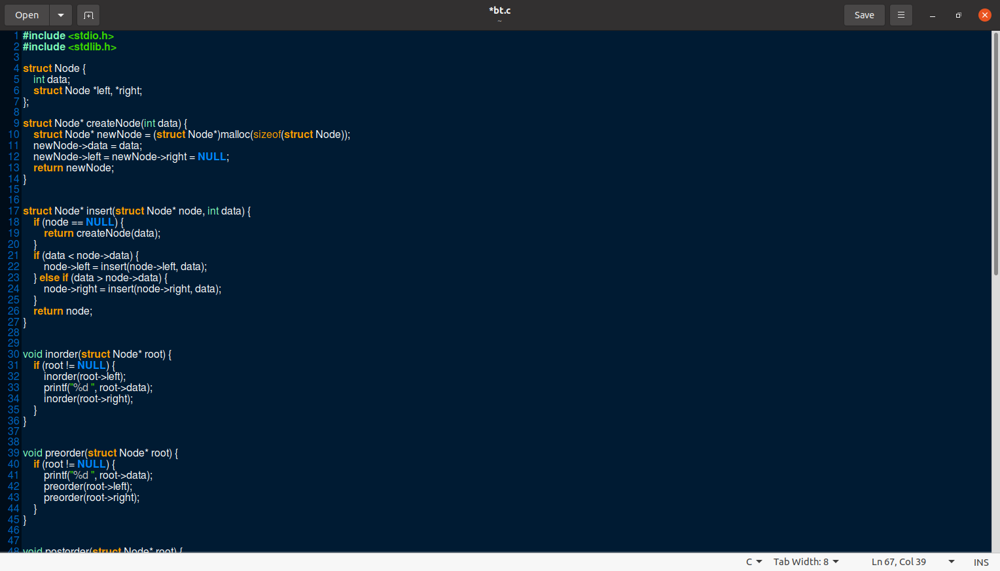 Open
*bt.c
~
Save
1 #include <stdio.h>
2 #include <stdlib.h>
3
4 struct Node {
5     int data;
6     struct Node *left, *right;
7 };
8
9 struct Node* createNode(int data) {
10     struct Node* newNode = (struct Node*)malloc(sizeof(struct Node));
11     newNode->data = data;
12     newNode->left = newNode->right = NULL;
13     return newNode;
14 }
15
16
17 struct Node* insert(struct Node* node, int data) {
18     if (node == NULL) {
19         return createNode(data);
20     }
21     if (data < node->data) {
22         node->left = insert(node->left, data);
23     } else if (data > node->data) {
24         node->right = insert(node->right, data);
25     }
26     return node;
27 }
28
29
30 void inorder(struct Node* root) {
31     if (root != NULL) {
32         inorder(root->left);
33         printf("%d ", root->data);
34         inorder(root->right);
35     }
36 }
37
38
39 void preorder(struct Node* root) {
40     if (root != NULL) {
41         printf("%d ", root->data);
42         preorder(root->left);
43         preorder(root->right);
44     }
45 }
46
47
48 void postorder(struct Node* root) {
C Tab Width: 8 Ln 67, Col 39 INS